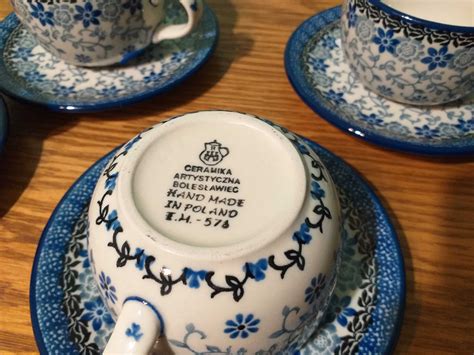 CERAMIKA
ARTYSTYCZNA
BOLESŁAWIEC
HAND MADE
IN POLAND